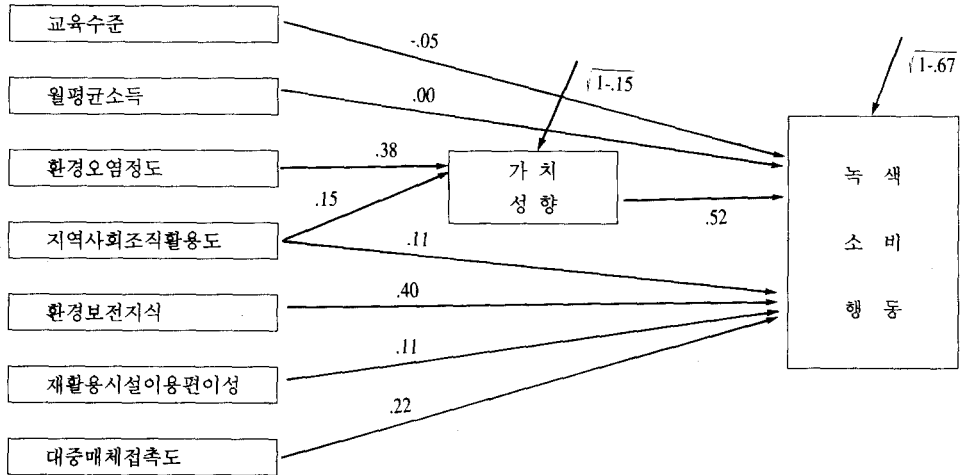 교육수준
-.05
√1-.15
√1-.67
월평균소득
.00
환경오염정도
.38
가 치
성 향
.15
.52
녹 색
소 비
행 동
지역사회조직활용도
.11
환경보전지식
.40
재활용시설이용편이성
.11
대중매체접촉도
.22